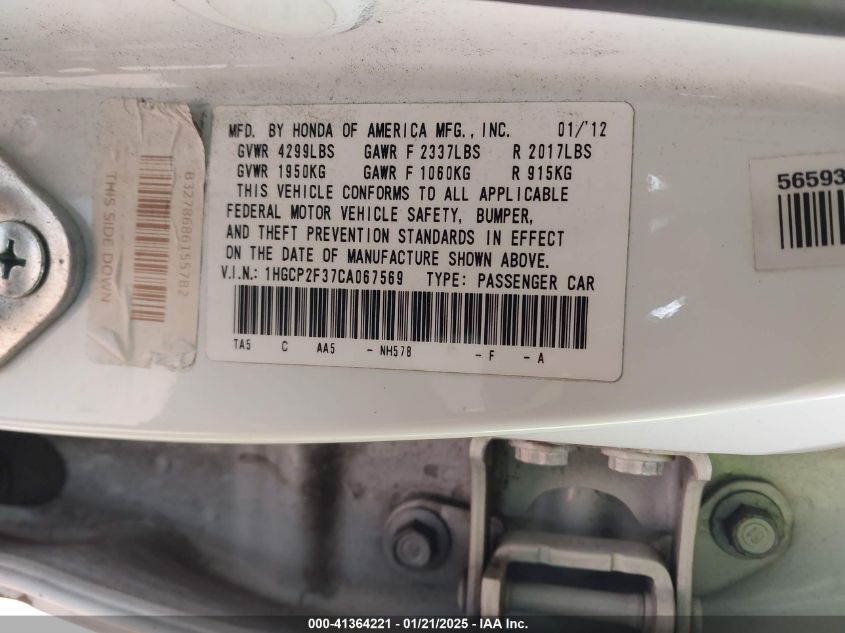 MFD. BY HONDA OF AMERICA MFG., INC. 01/'12
GVWR 4299LBS GAWR F 2337LBS R 2017LBS
GVWR 1950KG GAWR F 1060KG R 915KG
THIS VEHICLE CONFORMS TO ALL APPLICABLE
FEDERAL MOTOR VEHICLE SAFETY, BUMPER,
AND THEFT PREVENTION STANDARDS IN EFFECT
ON THE DATE OF MANUFACTURE SHOWN ABOVE.
V.I.N.: 1HGCP2F37CA067569 TYPE: PASSENGER CAR
TA5 C AA5 - NH578 - F - A
THIS SIDE DOWN
8327868615S782
56593
000-41364221 - 01/21/2025 - IAA Inc.